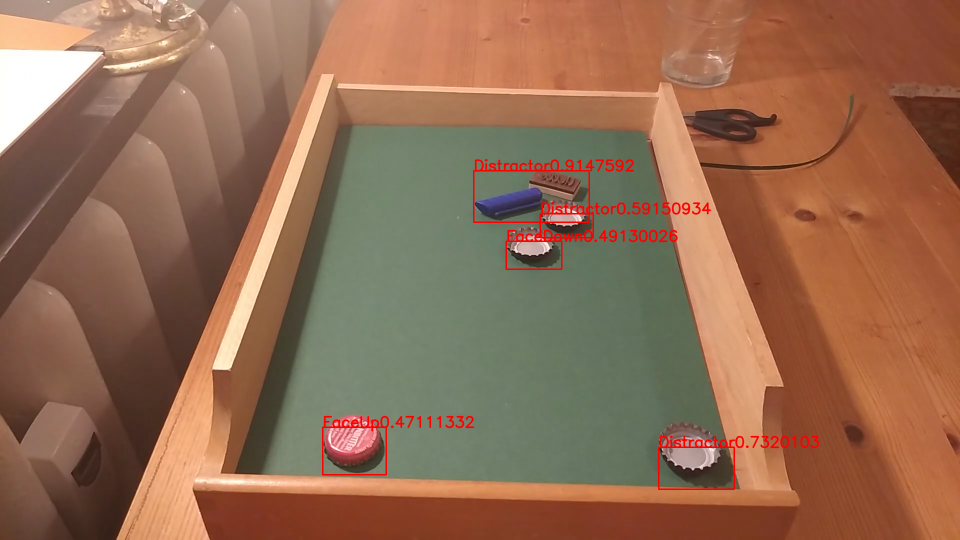 Distractor0.9147592
Distractor0.59150934
FaceDown0.49130026
FaceUp0.47111332
Distractor0.7320103